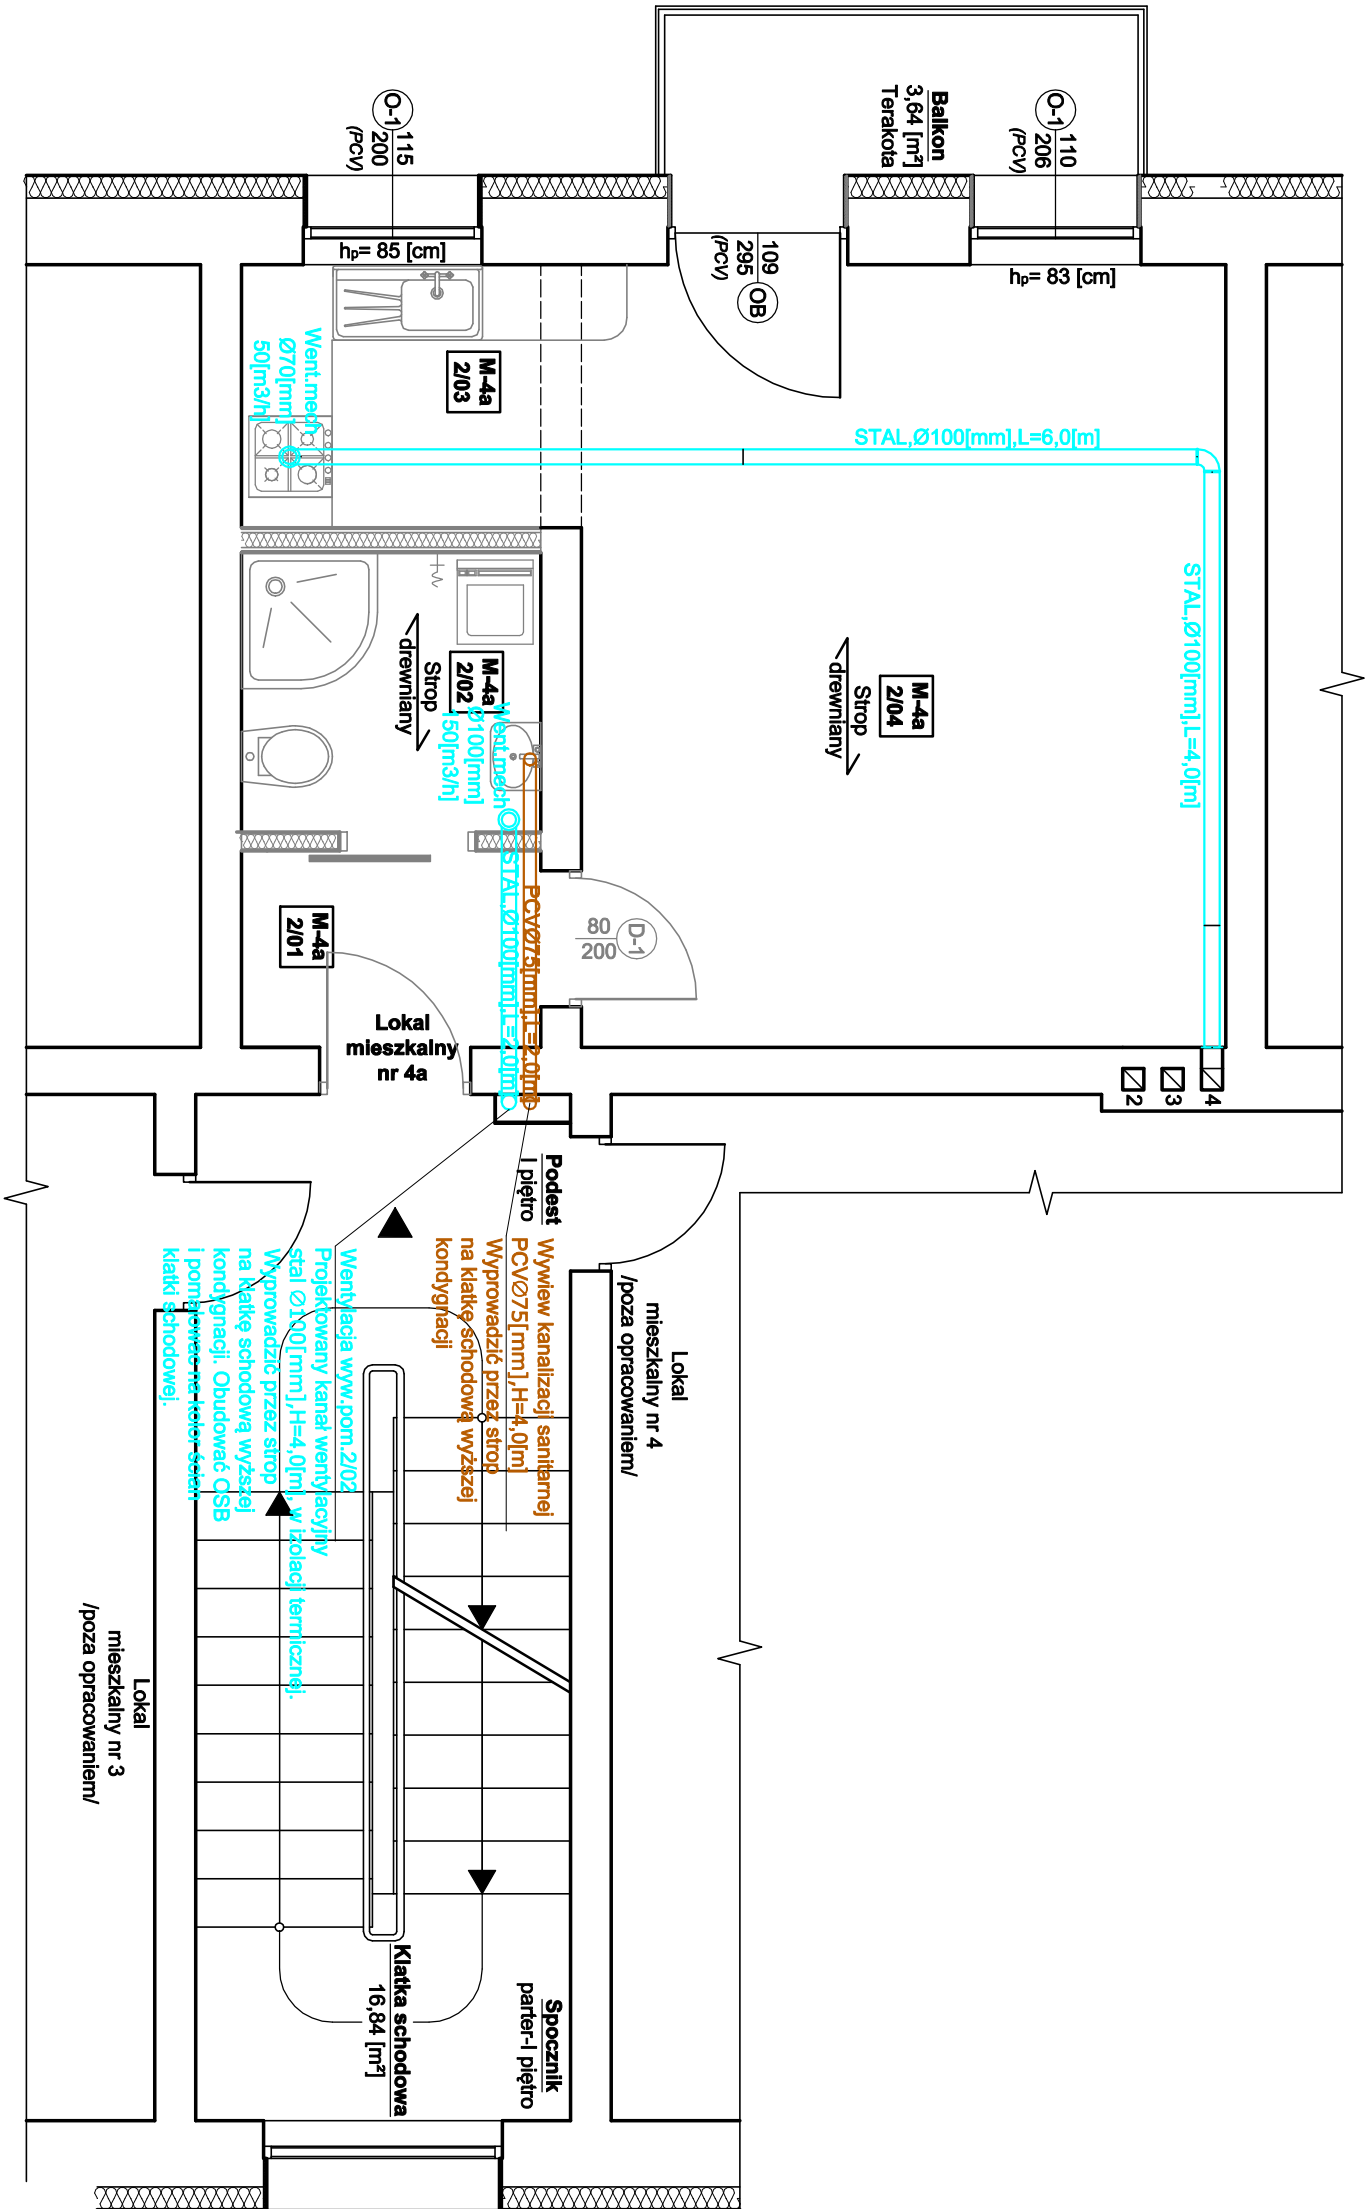 O-1
110
206
(PCV)
hp= 83 [cm]
Balkon
3,64 [m²]
Terakota
109
295
(PCV)
OB
O-1
115
200
(PCV)
hp= 85 [cm]
M-4a
2/03
Went.mech
Ø70[mm]
50[m3/h]
STAL,Ø100[mm],L=6,0[m]
STAL,Ø100[mm],L=4,0[m]
M-4a
2/04
Strop
drewniany
M-4a
2/02
Strop
drewniany
Went.mech
Ø100[mm]
150[m3/h]
STAL,Ø100[mm],L=2,0[m]
PCVØ75[mm],L=2,0[m]
D-1
80
200
M-4a
2/01
Lokal
mieszkalny
nr 4a
4
3
2
Podest
I piętro
Wywiew kanalizacji sanitarnej
PCVØ75[mm],H=4,0[m]
Wyprowadzić przez strop
na klatkę schodową wyższej
kondygnacji
Wentylacja wyw.pom.2/02
Projektowany kanał wentylacyjny
stal Ø100[mm],H=4,0[m], w izolacji termicznej.
Wyprowadzić przez strop
na klatkę schodową wyższej
kondygnacji. Obudować OSB
i pomalować na kolor ścian
klatki schodowej.
Lokal
mieszkalny nr 4
/poza opracowaniem/
Lokal
mieszkalny nr 3
/poza opracowaniem/
Spocznik
parter-I piętro
Klatka schodowa
16,84 [m²]